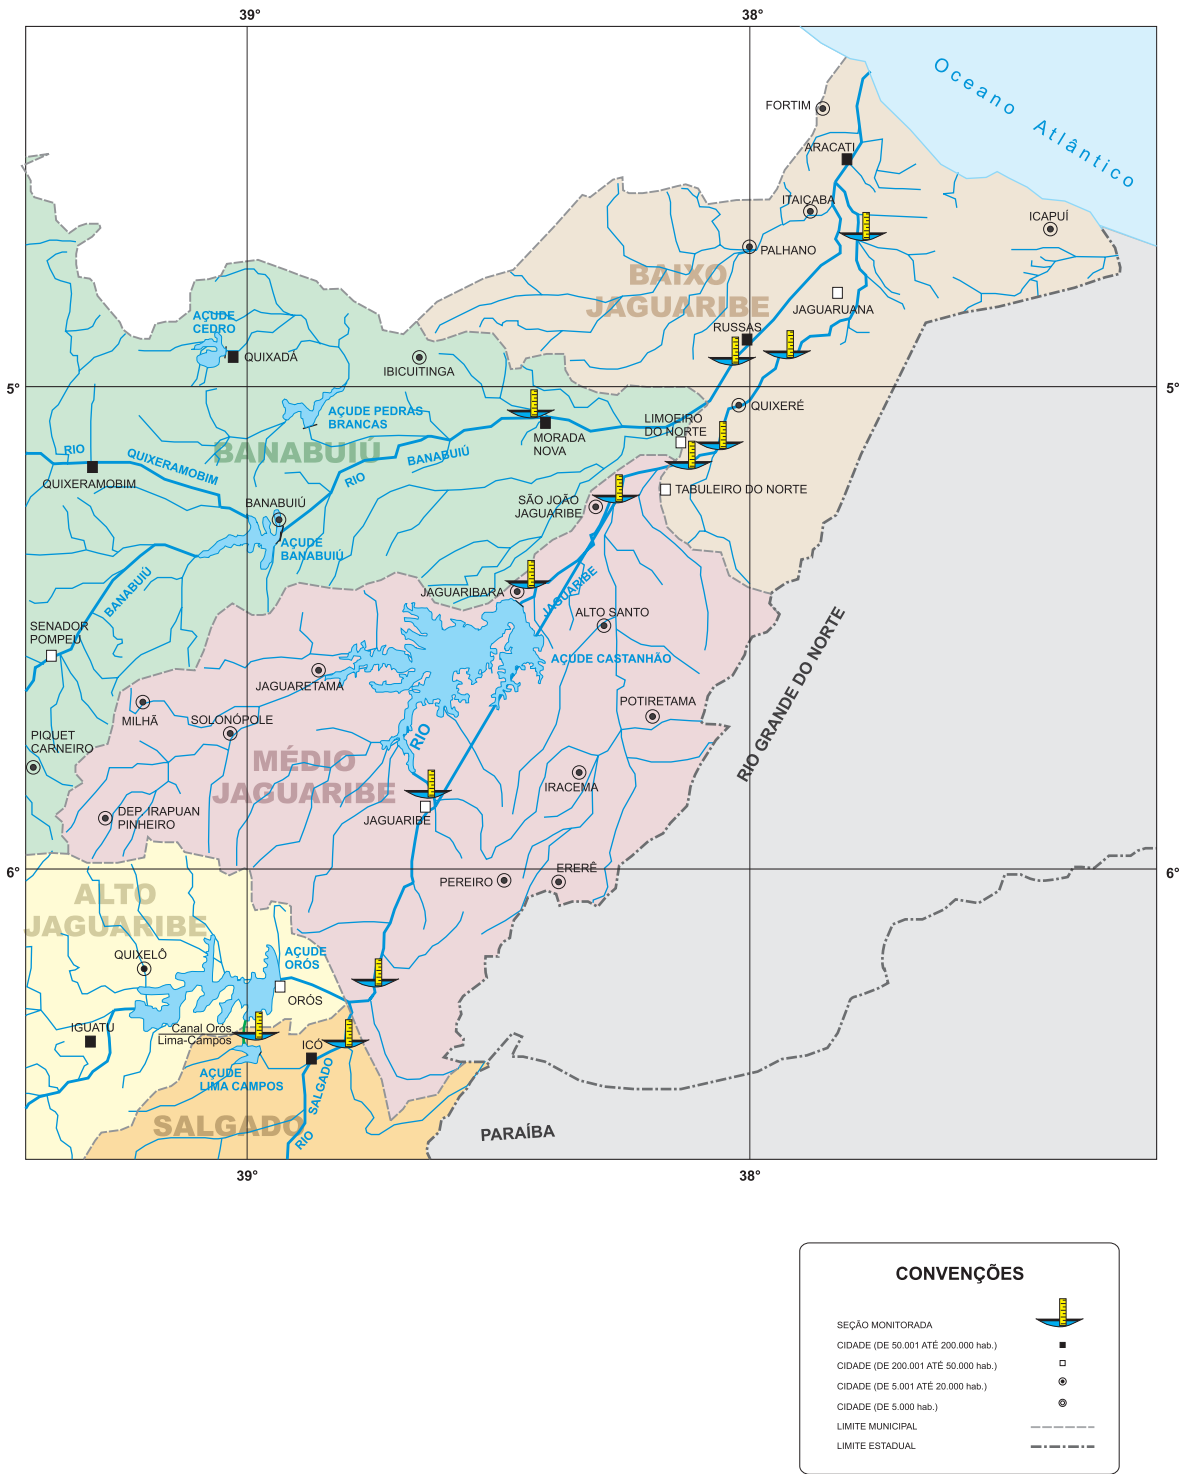 39°
38°
Oceano Atlântico
FORTIM
ARACATI
ITAIÇABA
ICAPUÍ
PALHANO
BAIXO
JAGUARIBE
JAGUARUANA
AÇUDE
CEDRO
RUSSAS
QUIXADÁ
IBICUITINGA
5°
5°
QUIXERÉ
AÇUDE PEDRAS
BRANCAS
LIMOEIRO
DO NORTE
MORADA
NOVA
BANABUIÚ
RIO
QUIXERAMOBIM
BANABUIÚ
RIO
QUIXERAMOBIM
TABULEIRO DO NORTE
BANABUIÚ
SÃO JOÃO
JAGUARIBE
AÇUDE
BANABUIÚ
BANABUIÚ
JAGUARIBARA
JAGUARIBE
ALTO SANTO
SENADOR
POMPEU
AÇUDE CASTANHÃO
JAGUARETAMA
RIO GRANDE DO NORTE
POTIRETAMA
MILHÃ
SOLONÓPOLE
PIQUET
CARNEIRO
RIO
MÉDIO
JAGUARIBE
IRACEMA
DEP. IRAPUAN
PINHEIRO
JAGUARIBE
6°
6°
ERERÊ
PEREIRO
ALTO
JAGUARIBE
QUIXELÔ
AÇUDE
ORÓS
ORÓS
IGUATU
Canal Orós
Lima-Campos
ICÓ
AÇUDE
LIMA CAMPOS
SALGADO
SALGADO
RIO
PARAÍBA
39°
38°
CONVENÇÕES
SEÇÃO MONITORADA
CIDADE (DE 50.001 ATÉ 200.000 hab.)
CIDADE (DE 200.001 ATÉ 50.000 hab.)
CIDADE (DE 5.001 ATÉ 20.000 hab.)
CIDADE (DE 5.000 hab.)
LIMITE MUNICIPAL
LIMITE ESTADUAL